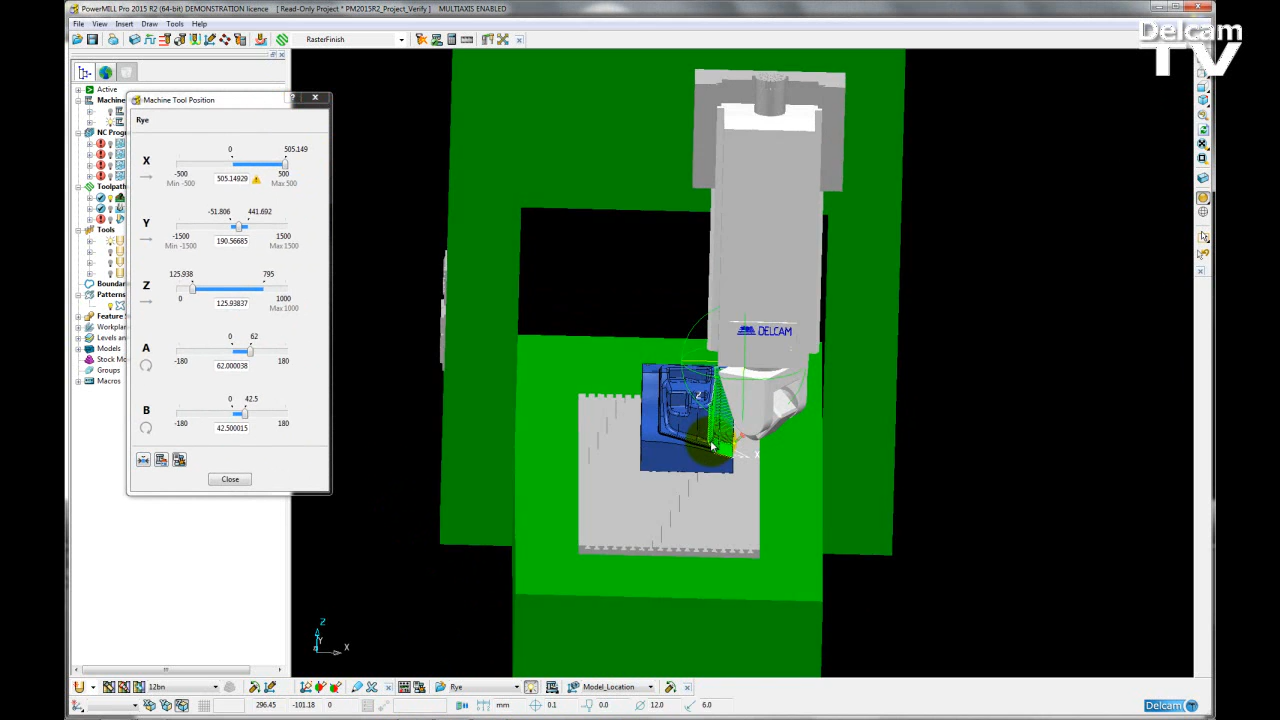 PowerMILL Pro 2015 R2 (64-bit) DEMONSTRATION licence [ Read-Only Project * PM2015R2_Project_Verify ] MULTIAXIS ENABLED
Delcam
TV
File View Insert Draw Tools Help
RasterFinish
Active
Machine
NC Progr
Toolpath
Tools
Boundar
Patterns
Feature
Workplan
Levels an
Models
Stock Mo
Groups
Macros
Machine Tool Position
Rye
0 505.149
X
-500 500
Min -500 505.14929 Max 500
-51.806 441.692
Y
-1500 1500
Min -1500 190.56685 Max 1500
125.938 795
Z
0 1000
125.93837 Max 1000
0 62
A
-180 180
62.000038
0 42.5
B
-180 180
42.500015
Close
DELCAM
Z
X
Z
Y
X
12bn Rye Model_Location
296.45 -101.18 0 mm 0.1 0.0 12.0 6.0 Delcam